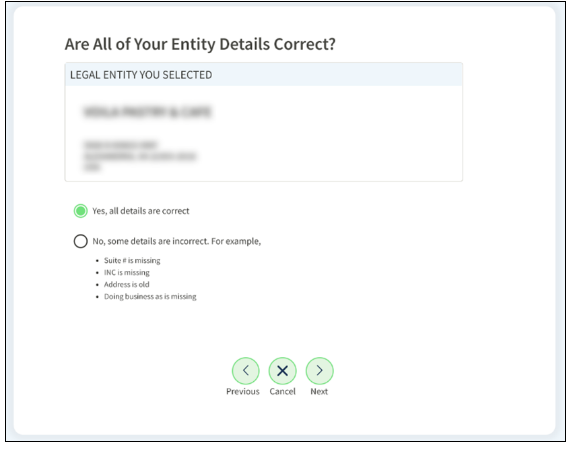 Are All of Your Entity Details Correct?
LEGAL ENTITY YOU SELECTED
Yes, all details are correct
No, some details are incorrect. For example,
• Suite # is missing
• INC is missing
• Address is old
• Doing business as is missing
Previous Cancel Next